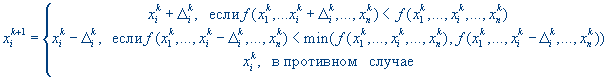 x_i^k + Δ_i^k, если f(x_1^k,...x_i^k + Δ_i^k,...,x_n^k) < f(x_1^k,...,x_i^k,...,x_n^k)
x_i^{k+1} = { x_i^k − Δ_i^k, если f(x_1^k,...,x_i^k − Δ_i^k,...,x_n^k) < min(f(x_1^k,...,x_i^k,...,x_n^k), f(x_1^k,...,x_i^k − Δ_i^k,...,x_n^k))
x_i^k, в противном случае